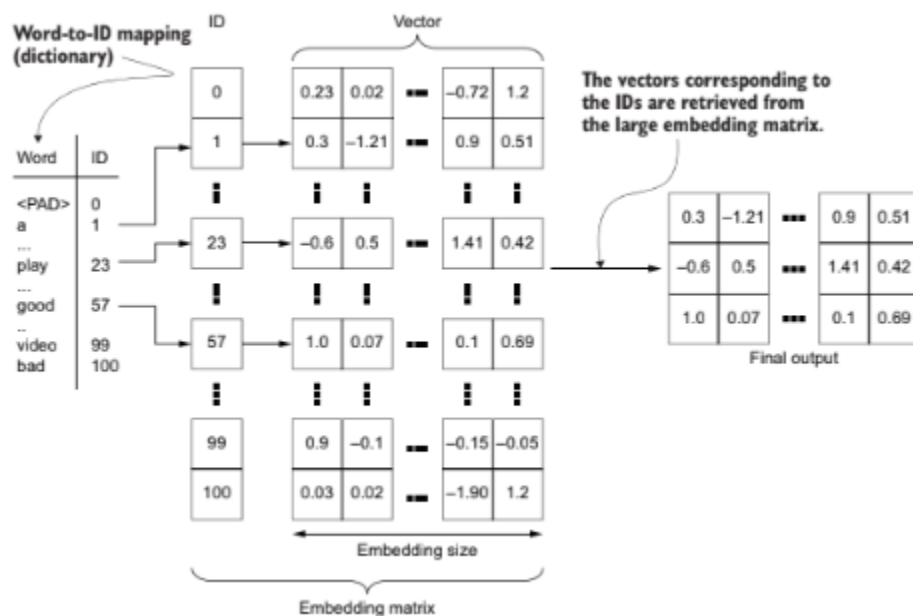 Word-to-ID mapping
(dictionary)
ID
Vector
Word ID
<PAD> 0
a 1
...
play 23
...
good 57
..
video 99
bad 100
0 0.23 0.02 –0.72 1.2
1 0.3 –1.21 0.9 0.51
23 –0.6 0.5 1.41 0.42
57 1.0 0.07 0.1 0.69
99 0.9 –0.1 –0.15 –0.05
100 0.03 0.02 –1.90 1.2
Embedding size
Embedding matrix
The vectors corresponding to
the IDs are retrieved from
the large embedding matrix.
0.3 –1.21 0.9 0.51
–0.6 0.5 1.41 0.42
1.0 0.07 0.1 0.69
Final output